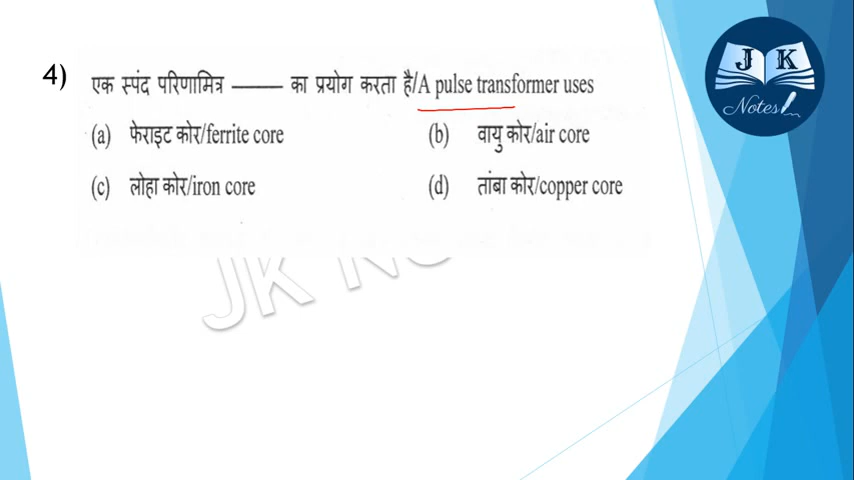 JK
Notes
4) एक स्पंद परिणामित्र —— का प्रयोग करता है/A pulse transformer uses
(a) फेराइट कोर/ferrite core (b) वायु कोर/air core
(c) लोहा कोर/iron core (d) तांबा कोर/copper core
JK NO